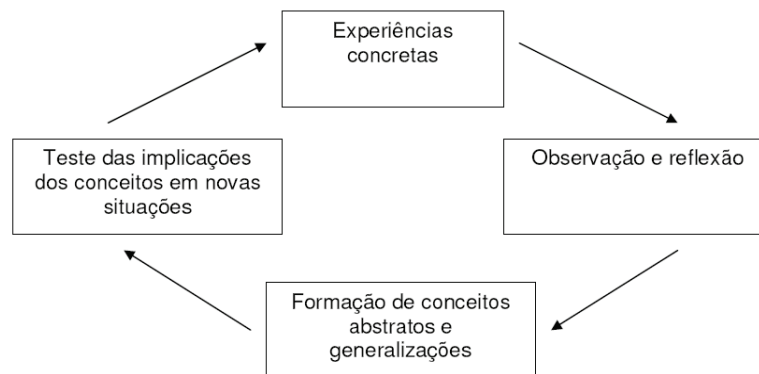 Experiências
concretas
Teste das implicações
dos conceitos em novas
situações
Observação e reflexão
Formação de conceitos
abstratos e
generalizações